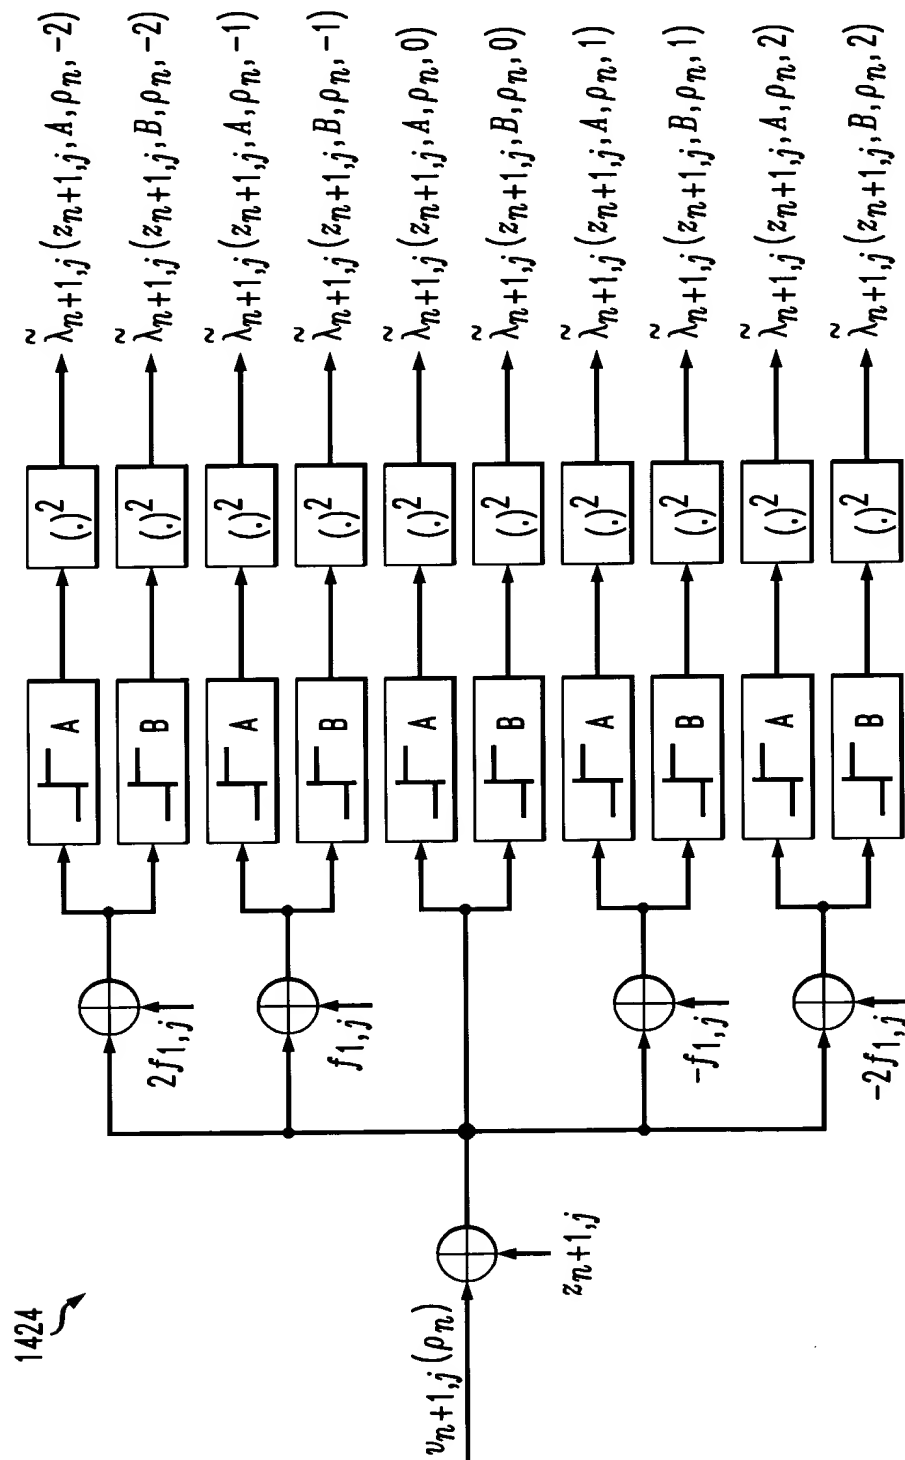 1424
v_{n+1,j}(ρ_n)
z_{n+1,j}
2f_{1,j}
f_{1,j}
-f_{1,j}
-2f_{1,j}
A
B
A
B
A
B
A
B
A
B
(.)²
(.)²
(.)²
(.)²
(.)²
(.)²
(.)²
(.)²
(.)²
(.)²
λ̃_{n+1,j}(z_{n+1,j}, A, ρ_n, -2)
λ̃_{n+1,j}(z_{n+1,j}, B, ρ_n, -2)
λ̃_{n+1,j}(z_{n+1,j}, A, ρ_n, -1)
λ̃_{n+1,j}(z_{n+1,j}, B, ρ_n, -1)
λ̃_{n+1,j}(z_{n+1,j}, A, ρ_n, 0)
λ̃_{n+1,j}(z_{n+1,j}, B, ρ_n, 0)
λ̃_{n+1,j}(z_{n+1,j}, A, ρ_n, 1)
λ̃_{n+1,j}(z_{n+1,j}, B, ρ_n, 1)
λ̃_{n+1,j}(z_{n+1,j}, A, ρ_n, 2)
λ̃_{n+1,j}(z_{n+1,j}, B, ρ_n, 2)